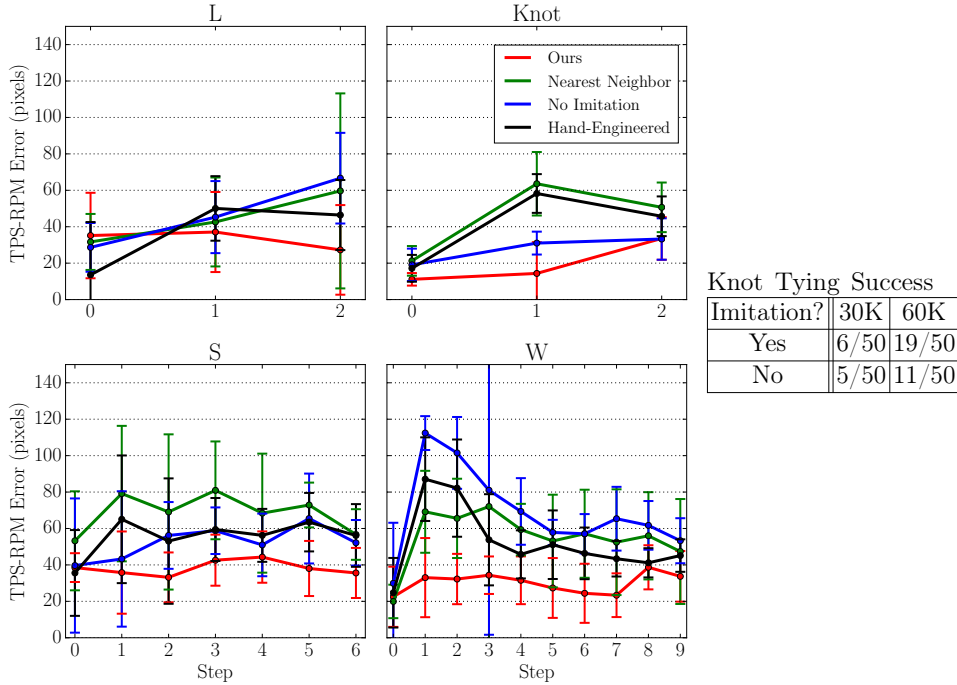 L
Knot
TPS-RPM Error (pixels)
140
120
100
80
60
40
20
0
0 1 2
0 1 2
Ours
Nearest Neighbor
No Imitation
Hand-Engineered
S
W
TPS-RPM Error (pixels)
140
120
100
80
60
40
20
0
0 1 2 3 4 5 6
Step
0 1 2 3 4 5 6 7 8 9
Step
Knot Tying Success
Imitation? 30K 60K
Yes 6/50 19/50
No 5/50 11/50